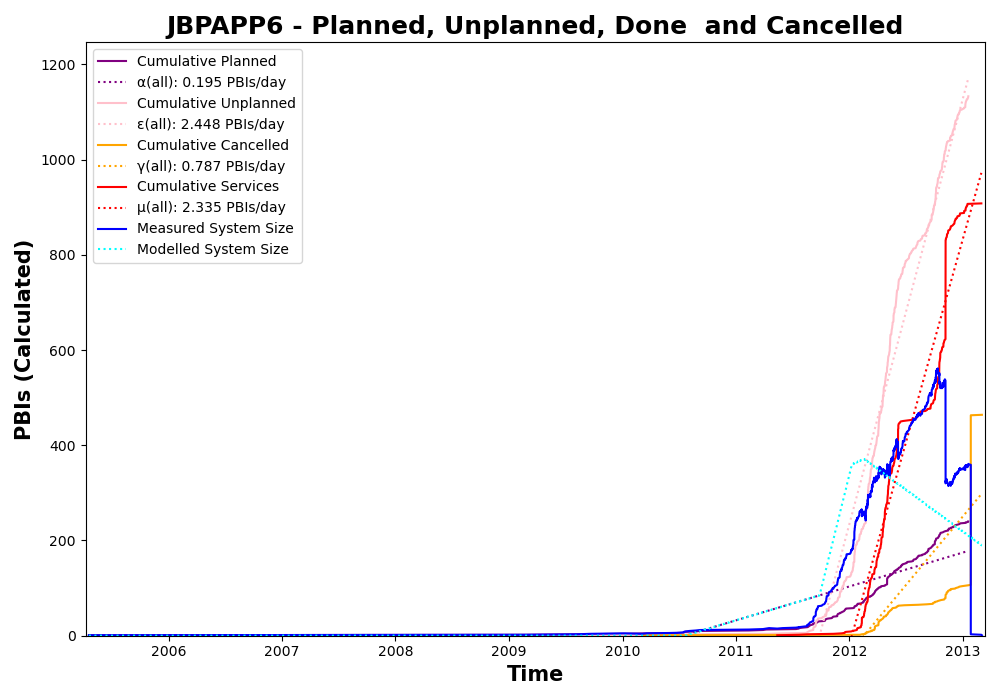 JBPAPP6 - Planned, Unplanned, Done  and Cancelled
Cumulative Planned
α(all): 0.195 PBIs/day
Cumulative Unplanned
ε(all): 2.448 PBIs/day
Cumulative Cancelled
γ(all): 0.787 PBIs/day
Cumulative Services
μ(all): 2.335 PBIs/day
Measured System Size
Modelled System Size
PBIs (Calculated)
1200
1000
800
600
400
200
0
2006 2007 2008 2009 2010 2011 2012 2013
Time